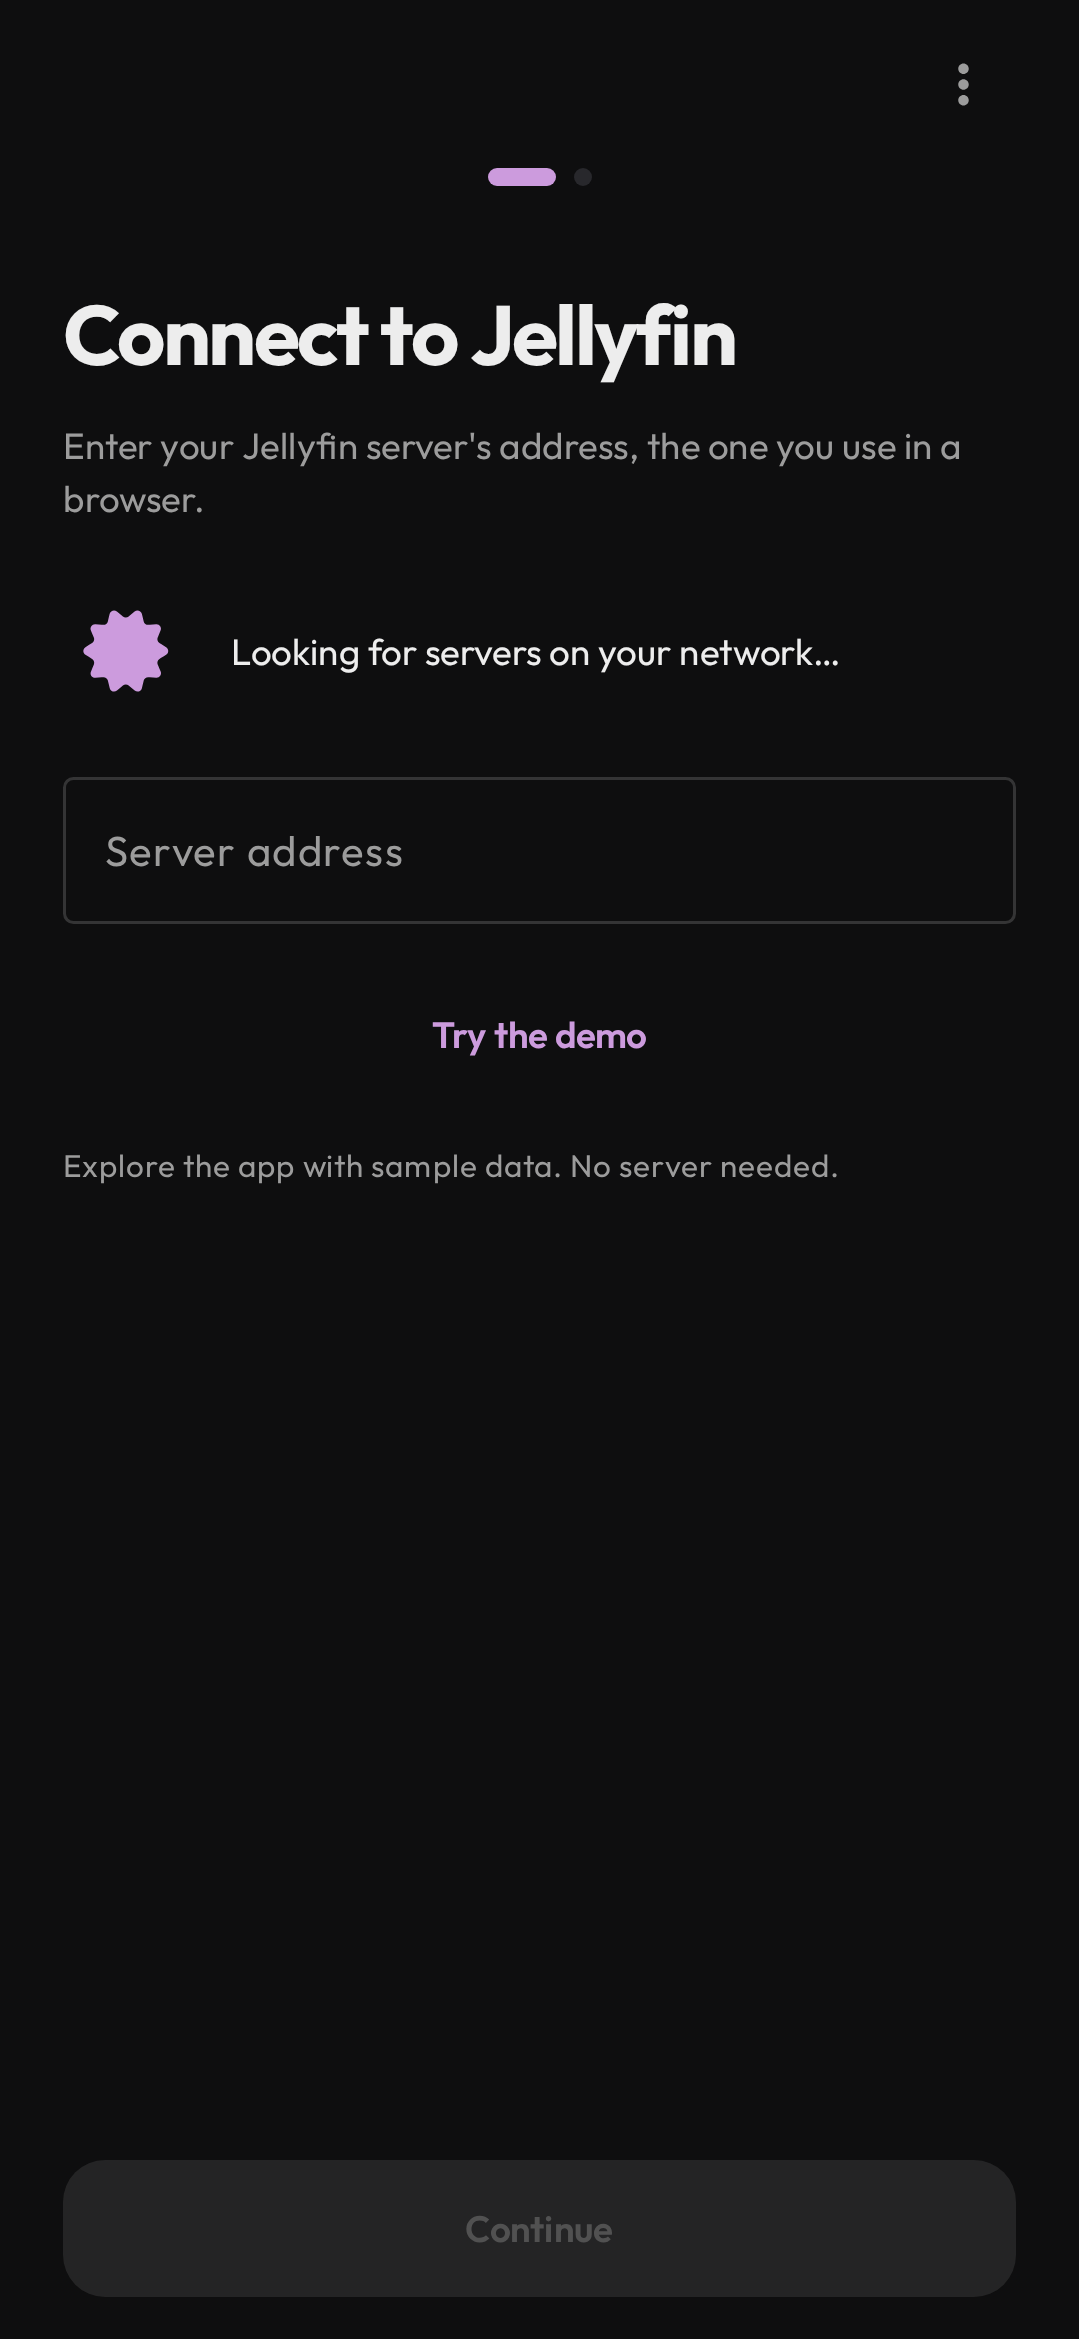 Connect to Jellyfin
Enter your Jellyfin server's address, the one you use in a
browser.
Looking for servers on your network...
Server address
Try the demo
Explore the app with sample data. No server needed.
Continue